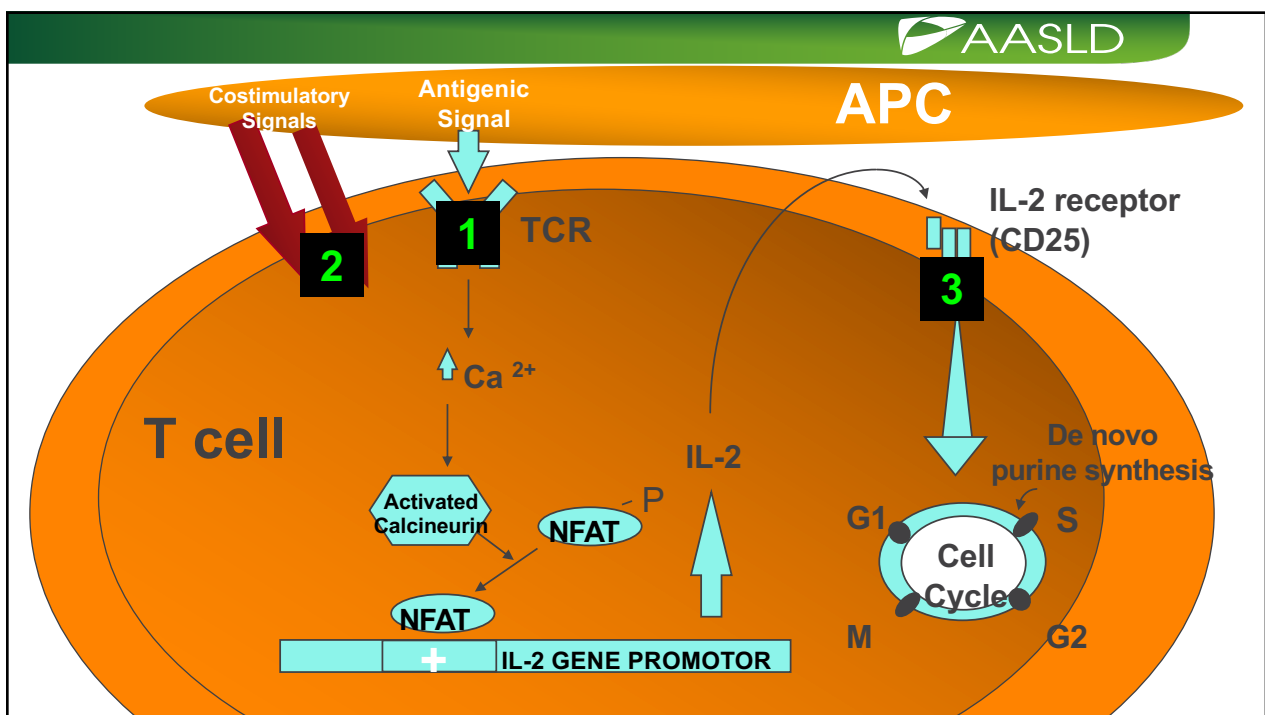 AASLD
Costimulatory
Signals
Antigenic
Signal
APC
1
TCR
2
IL-2 receptor
(CD25)
3
Ca 2+
T cell
IL-2
De novo
purine synthesis
Activated
Calcineurin
P
NFAT
G1
S
Cell
Cycle
NFAT
M
G2
+
IL-2 GENE PROMOTOR